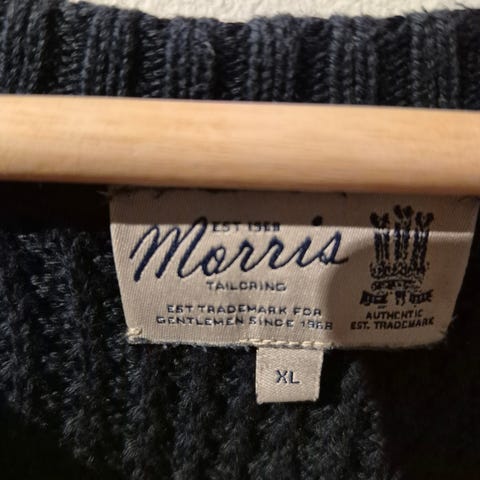 EST 1968
Morris
TAILORING
EST TRADEMARK FOR
GENTLEMEN SINCE 1968
AUTHENTIC
EST. TRADEMARK
XL